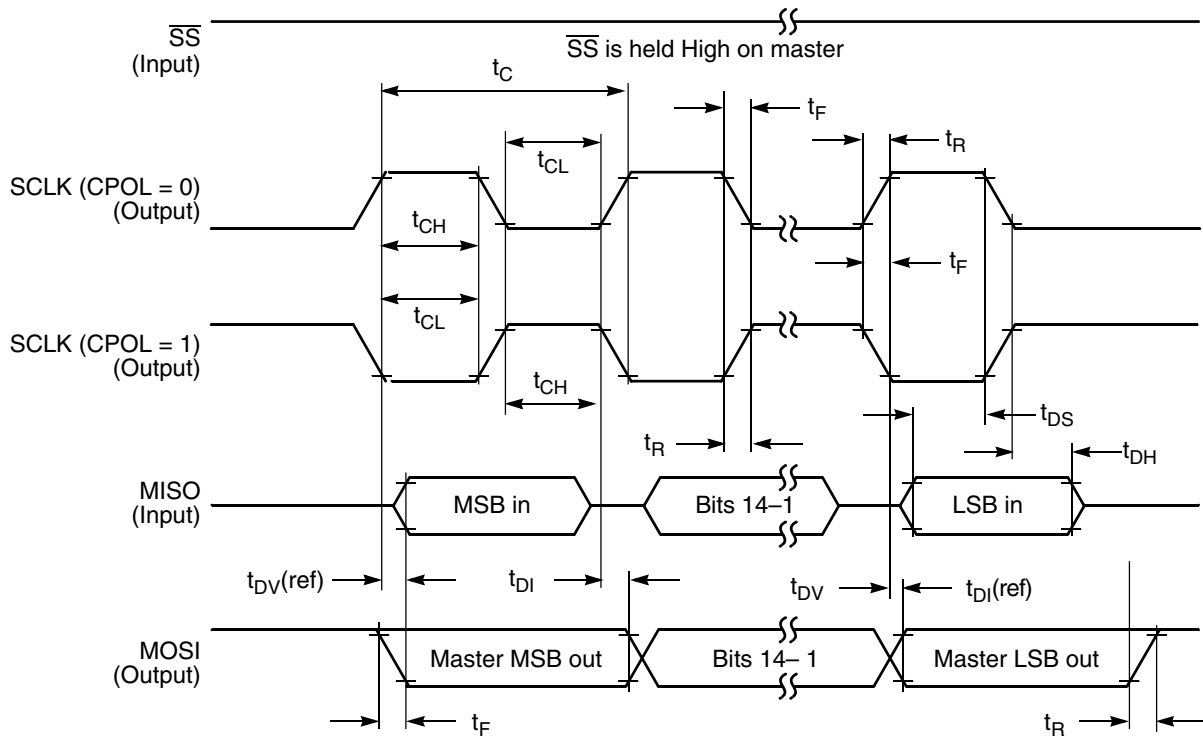 SS
(Input)
SS is held High on master
tC
tF
tR
tCL
SCLK (CPOL = 0)
(Output)
tCH
tF
tCL
SCLK (CPOL = 1)
(Output)
tCH
tDS
tR
tDH
MISO
(Input)
MSB in
Bits 14–1
LSB in
tDV(ref)
tDI
tDV
tDI(ref)
MOSI
(Output)
Master MSB out
Bits 14– 1
Master LSB out
tF
tR